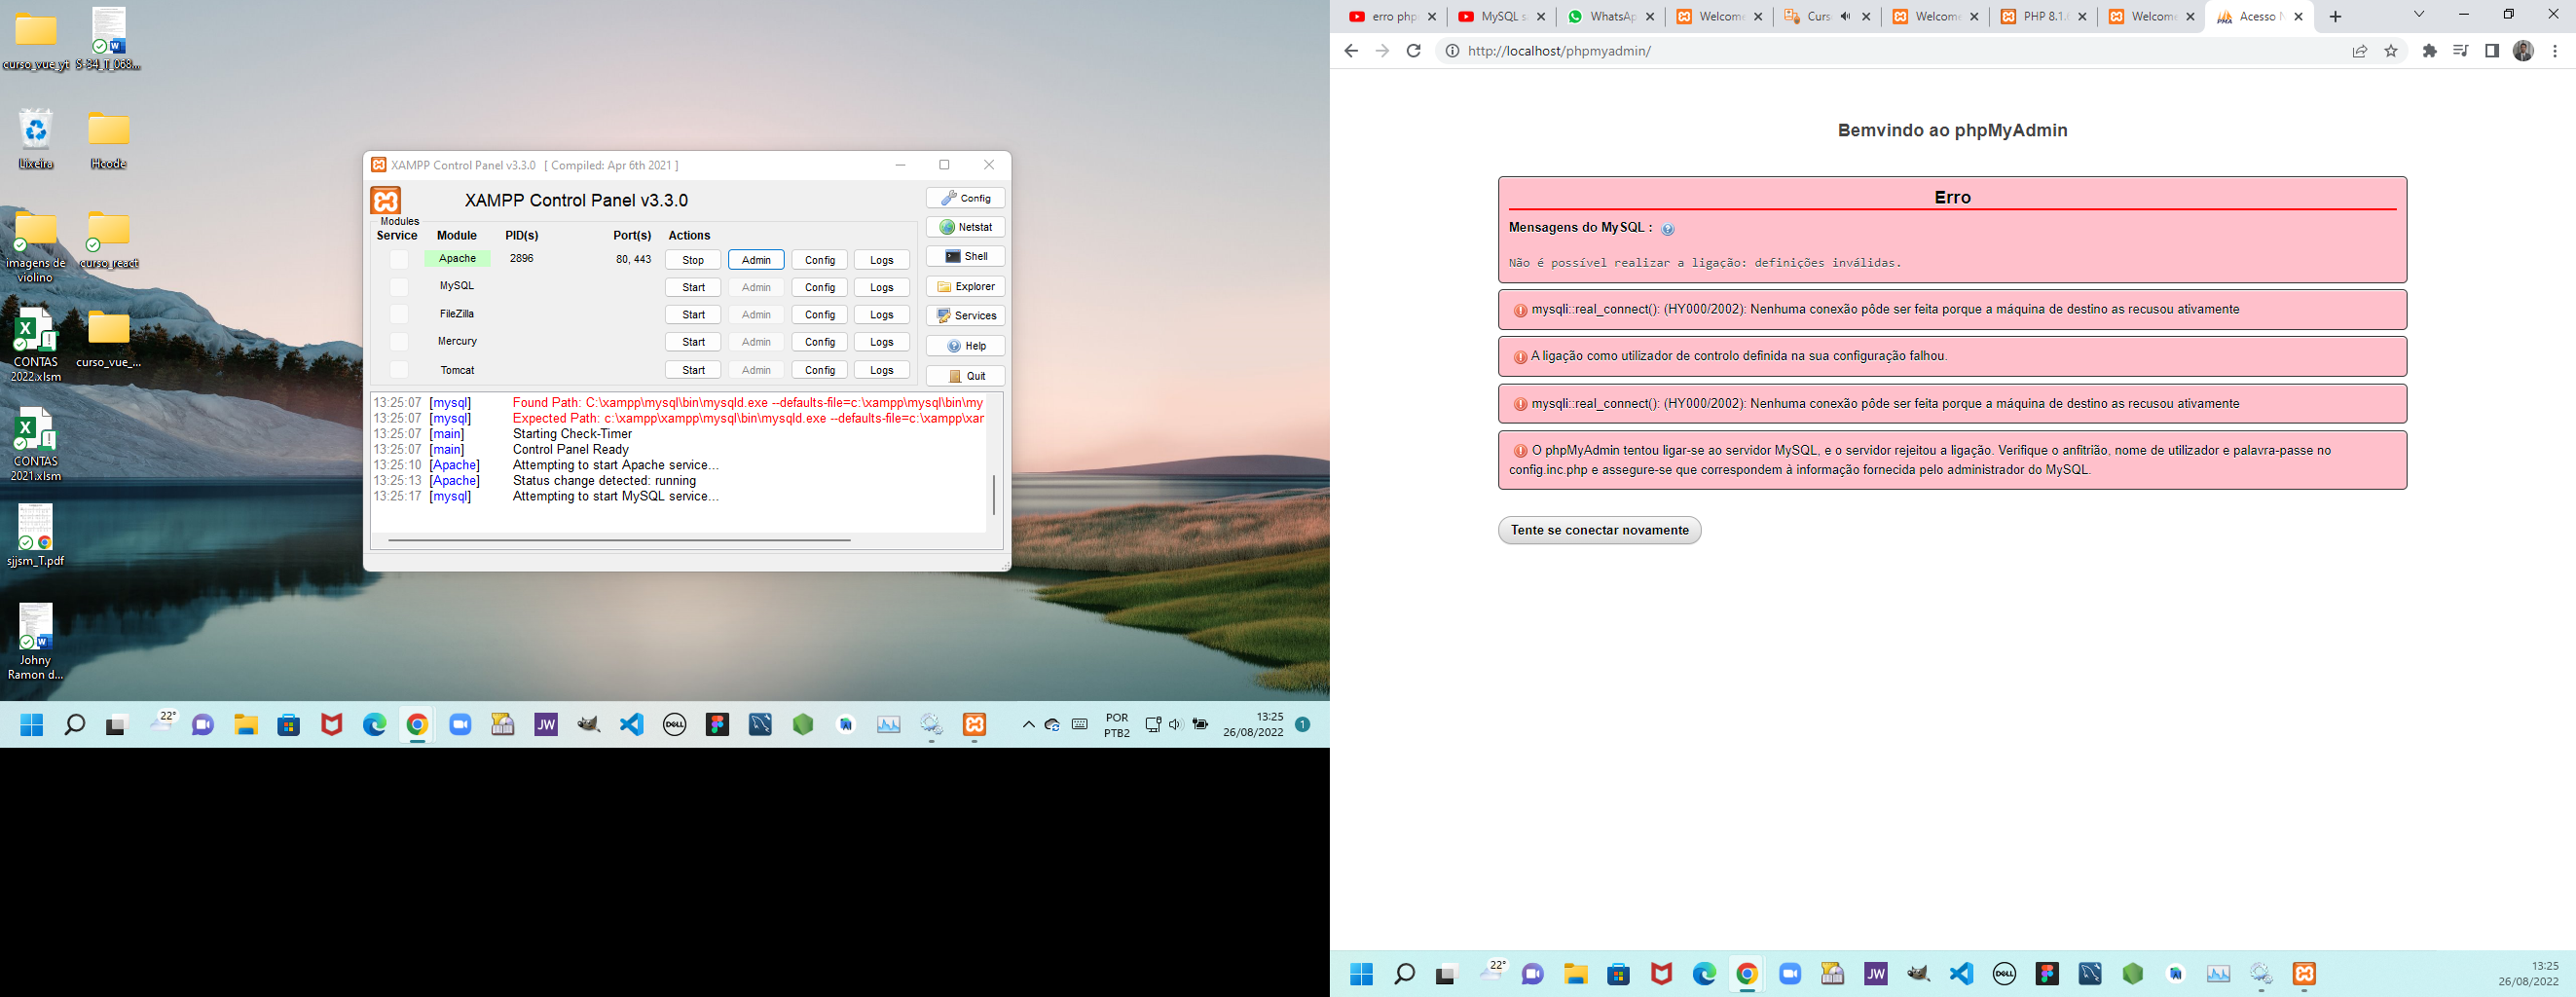 curso_vue_yt
S-34_T_068...
Lixeira
Hcode
imagens de
violino
curso_react
CONTAS
2022.xlsm
curso_vue_...
CONTAS
2021.xlsm
sjjsm_T.pdf
Johny
Ramon d...
XAMPP Control Panel v3.3.0 [ Compiled: Apr 6th 2021 ]
XAMPP Control Panel v3.3.0
Config
Netstat
Shell
Explorer
Services
Help
Quit
Modules
Service Module PID(s) Port(s) Actions
Apache 2896 80, 443 Stop Admin Config Logs
MySQL Start Admin Config Logs
FileZilla Start Admin Config Logs
Mercury Start Admin Config Logs
Tomcat Start Admin Config Logs
13:25:07 [mysql] Found Path: C:\xampp\mysql\bin\mysqld.exe --defaults-file=c:\xampp\mysql\bin\my
13:25:07 [mysql] Expected Path: c:\xampp\xampp\mysql\bin\mysqld.exe --defaults-file=c:\xampp\xar
13:25:07 [main] Starting Check-Timer
13:25:07 [main] Control Panel Ready
13:25:10 [Apache] Attempting to start Apache service...
13:25:13 [Apache] Status change detected: running
13:25:17 [mysql] Attempting to start MySQL service...
22°
JW
DELL
POR
PTB2
13:25
26/08/2022
1
erro php
MySQL s
WhatsAp
Welcome
Curs
Welcome
PHP 8.1.
Welcome
Acesso N
http://localhost/phpmyadmin/
Bemvindo ao phpMyAdmin
Erro
Mensagens do MySQL :
Não é possível realizar a ligação: definições inválidas.
mysqli::real_connect(): (HY000/2002): Nenhuma conexão pôde ser feita porque a máquina de destino as recusou ativamente
A ligação como utilizador de controlo definida na sua configuração falhou.
mysqli::real_connect(): (HY000/2002): Nenhuma conexão pôde ser feita porque a máquina de destino as recusou ativamente
O phpMyAdmin tentou ligar-se ao servidor MySQL, e o servidor rejeitou a ligação. Verifique o anfitrião, nome de utilizador e palavra-passe no
config.inc.php e assegure-se que correspondem à informação fornecida pelo administrador do MySQL.
Tente se conectar novamente
22°
JW
DELL
13:25
26/08/2022